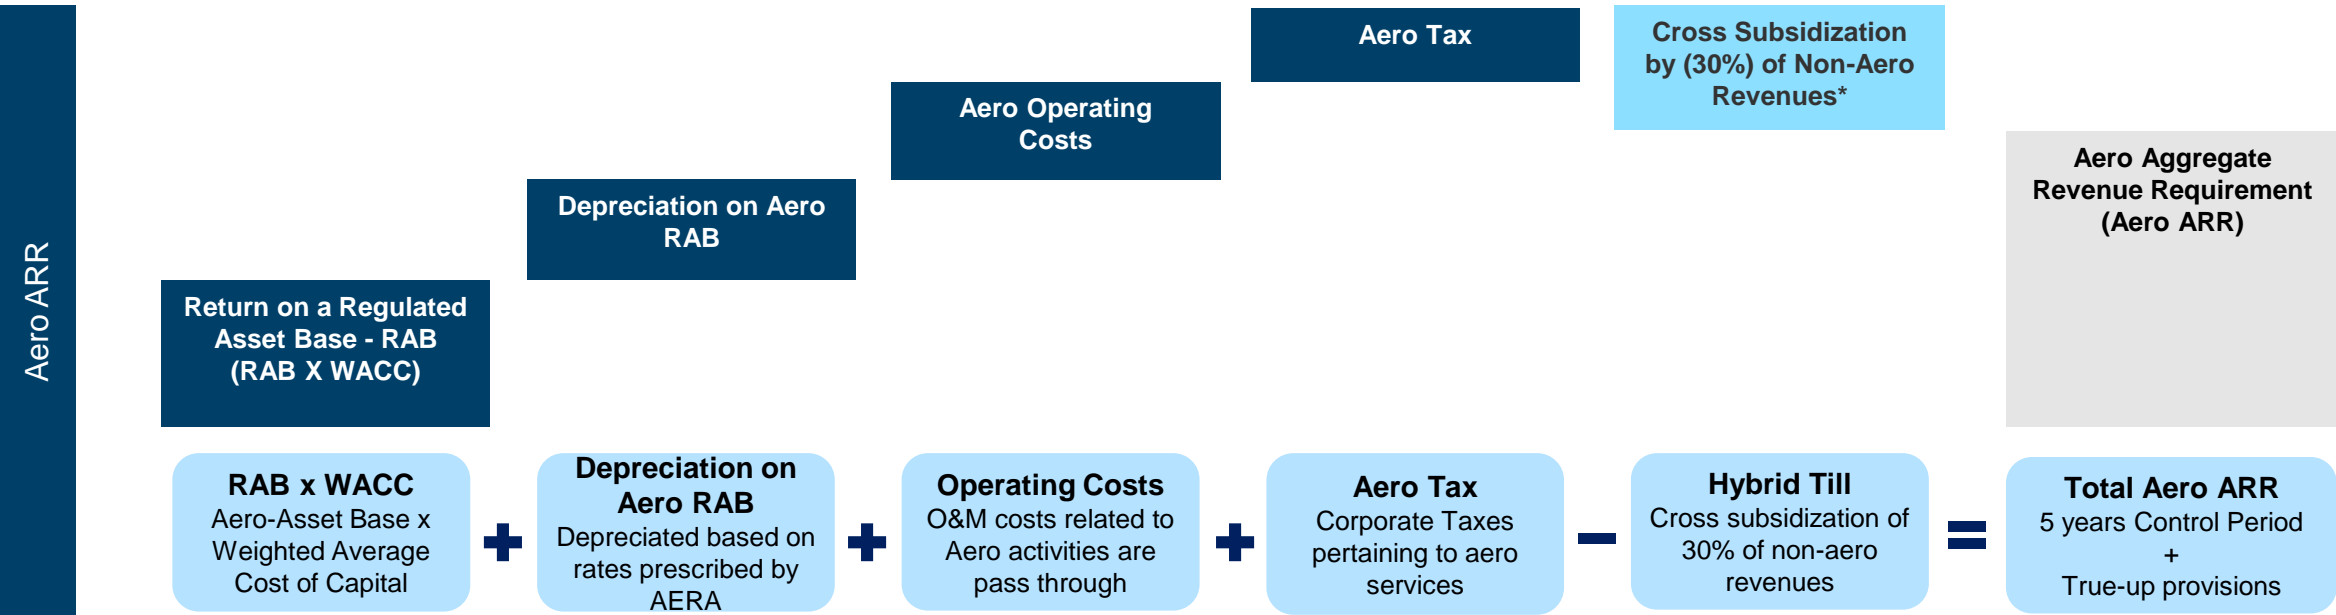 Aero ARR
Return on a Regulated
Asset Base - RAB
(RAB X WACC)
Depreciation on Aero
RAB
Aero Operating
Costs
Aero Tax
Cross Subsidization
by (30%) of Non-Aero
Revenues*
Aero Aggregate
Revenue Requirement
(Aero ARR)
RAB x WACC
Aero-Asset Base x
Weighted Average
Cost of Capital
+
Depreciation on
Aero RAB
Depreciated based on
rates prescribed by
AERA
+
Operating Costs
O&M costs related to
Aero activities are
pass through
+
Aero Tax
Corporate Taxes
pertaining to aero
services
−
Hybrid Till
Cross subsidization of
30% of non-aero
revenues
=
Total Aero ARR
5 years Control Period
+
True-up provisions